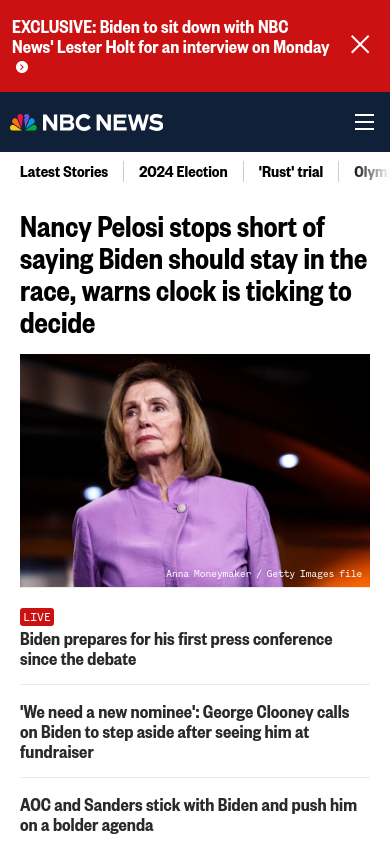 EXCLUSIVE: Biden to sit down with NBC
News' Lester Holt for an interview on Monday
NBC NEWS
Latest Stories
2024 Election
'Rust' trial
Nancy Pelosi stops short of
saying Biden should stay in the
race, warns clock is ticking to
decide
Anna Moneymaker / Getty Images file
LIVE
Biden prepares for his first press conference
since the debate
'We need a new nominee': George Clooney calls
on Biden to step aside after seeing him at
fundraiser
AOC and Sanders stick with Biden and push him
on a bolder agenda